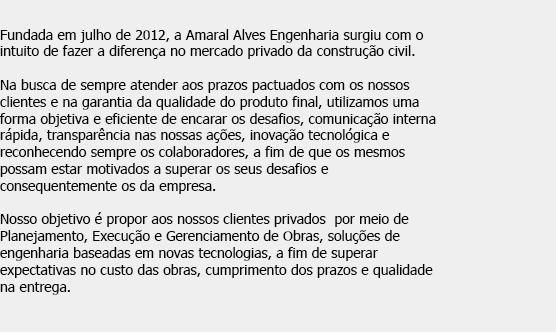 Fundada em julho de 2012, a Amaral Alves Engenharia surgiu com o
intuito de fazer a diferença no mercado privado da construção civil.
Na busca de sempre atender aos prazos pactuados com os nossos
clientes e na garantia da qualidade do produto final, utilizamos uma
forma objetiva e eficiente de encarar os desafios, comunicação interna
rápida, transparência nas nossas ações, inovação tecnológica e
reconhecendo sempre os colaboradores, a fim de que os mesmos
possam estar motivados a superar os seus desafios e
consequentemente os da empresa.
Nosso objetivo é propor aos nossos clientes privados  por meio de
Planejamento, Execução e Gerenciamento de Obras, soluções de
engenharia baseadas em novas tecnologias, a fim de superar
expectativas no custo das obras, cumprimento dos prazos e qualidade
na entrega.